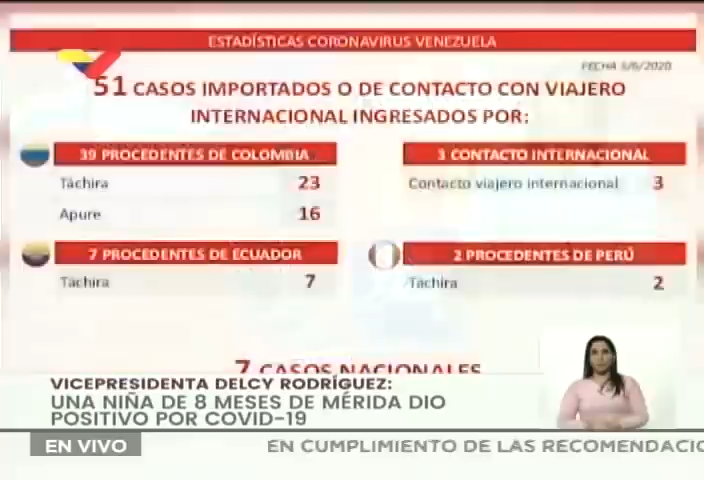 ESTADÍSTICAS CORONAVIRUS VENEZUELA
FECHA 5/6/2020
51 CASOS IMPORTADOS O DE CONTACTO CON VIAJERO
INTERNACIONAL INGRESADOS POR:
39 PROCEDENTES DE COLOMBIA
Táchira 23
Apure 16
3 CONTACTO INTERNACIONAL
Contacto viajero internacional 3
7 PROCEDENTES DE ECUADOR
Táchira 7
2 PROCEDENTES DE PERÚ
Táchira 2
7 CASOS NACIONALES
VICEPRESIDENTA DELCY RODRÍGUEZ:
UNA NIÑA DE 8 MESES DE MÉRIDA DIO
POSITIVO POR COVID-19
EN VIVO
EN CUMPLIMIENTO DE LAS RECOMENDACIO